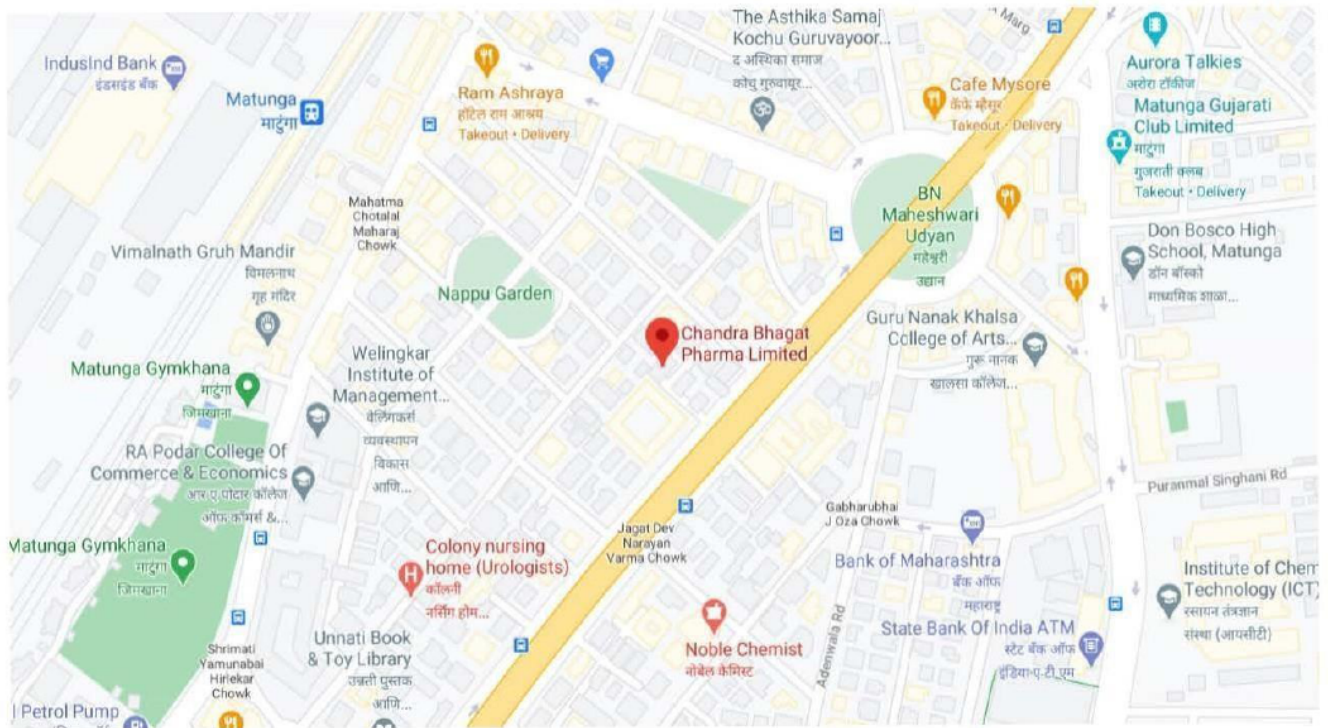 IndusInd Bank
इंडसइंड बैंक
Matunga
माटुंगा
Ram Ashraya
हॉटेल राम आश्रय
Takeout • Delivery
The Asthika Samaj
Kochu Guruvayoor...
द अस्थिका समाज
कोचु गुरुवायूर...
Marg
Cafe Mysore
कॅफे म्हैसूर
Takeout • Delivery
Aurora Talkies
अरोरा टॉकीज
Matunga Gujarati
Club Limited
माटुंगा
गुजराती क्लब
Takeout • Delivery
Mahatma
Chotalal
Maharaj
Chowk
BN
Maheshwari
Udyan
महेश्वरी
उद्यान
Don Bosco High
School, Matunga
डॉन बॉस्को
माध्यमिक शाळा...
Vimalnath Gruh Mandir
विमलनाथ
गृह मंदिर
Nappu Garden
Chandra Bhagat
Pharma Limited
Guru Nanak Khalsa
College of Arts...
गुरू नानक
खालसा कॉलेज...
Matunga Gymkhana
माटुंगा
जिमखाना
Welingkar
Institute of
Management...
वेलिंगकर्स
व्यवस्थापन
विकास
आणि...
RA Podar College Of
Commerce & Economics
आर ए पोदार कॉलेज
ऑफ कॉमर्स &...
Puranmal Singhani Rd
Gabharubhai
J Oza Chowk
Jagat Dev
Narayan
Varma Chowk
Matunga Gymkhana
माटुंगा
जिमखाना
Colony nursing
home (Urologists)
कॉलनी
नर्सिंग होम...
Bank of Maharashtra
बँक ऑफ
महाराष्ट्र
Institute of Chem
Technology (ICT)
रसायन तंत्रज्ञान
संस्था (आयसीटी)
State Bank Of India ATM
स्टेट बँक ऑफ
इंडिया-ए.टी.एम
Adenwala Rd
Noble Chemist
नोबेल केमिस्ट
Unnati Book
& Toy Library
उन्नती पुस्तक
आणि...
Shrimati
Yamunabai
Hirlekar
Chowk
l Petrol Pump